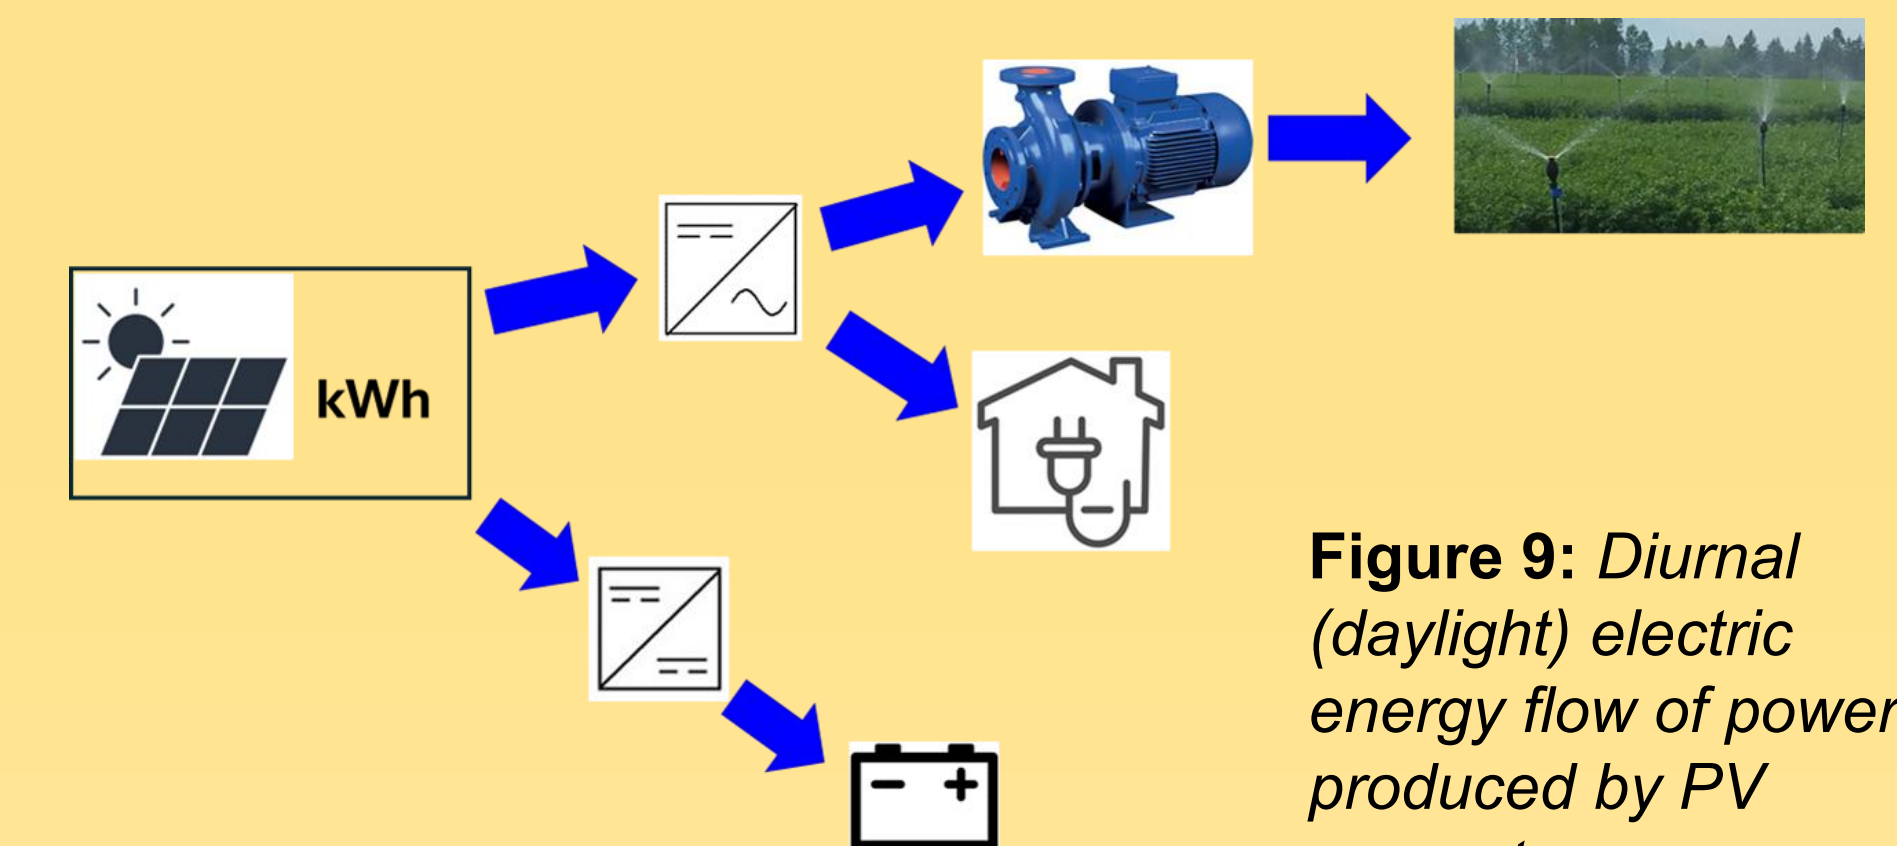 kWh
Figure 9: Diurnal
(daylight) electric
energy flow of power
produced by PV